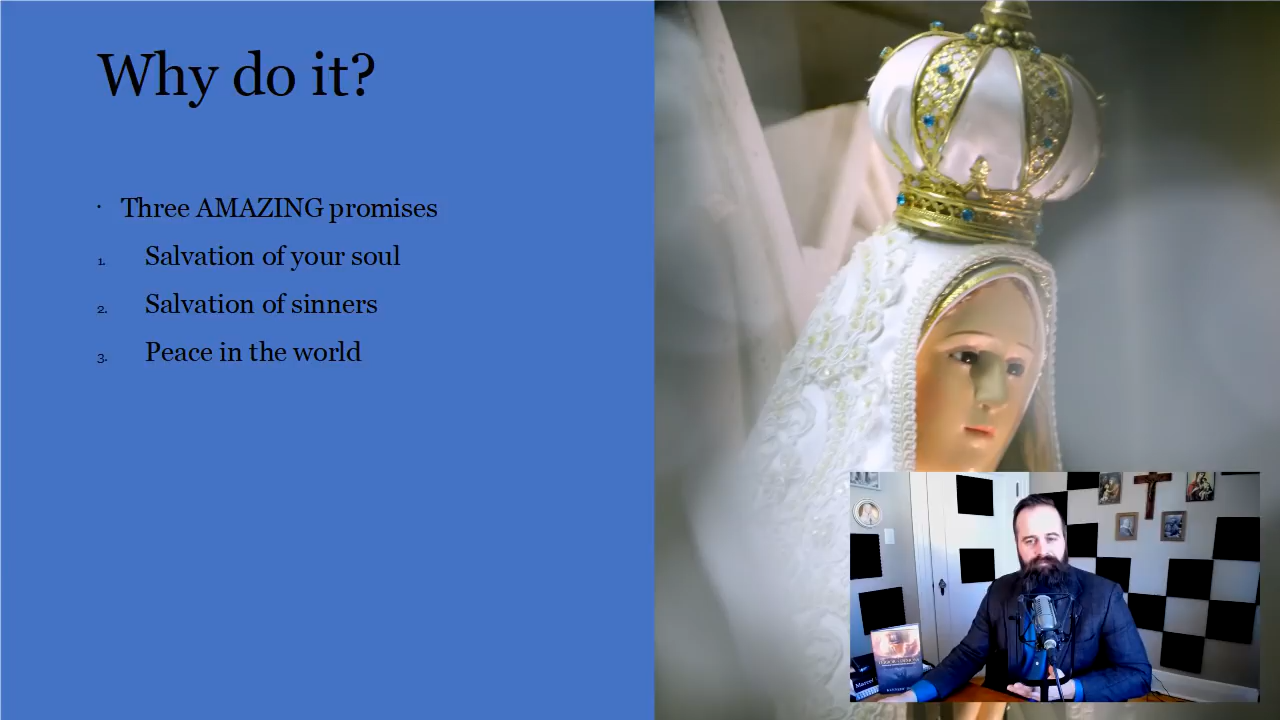 Why do it?
· Three AMAZING promises
1. Salvation of your soul
2. Salvation of sinners
3. Peace in the world